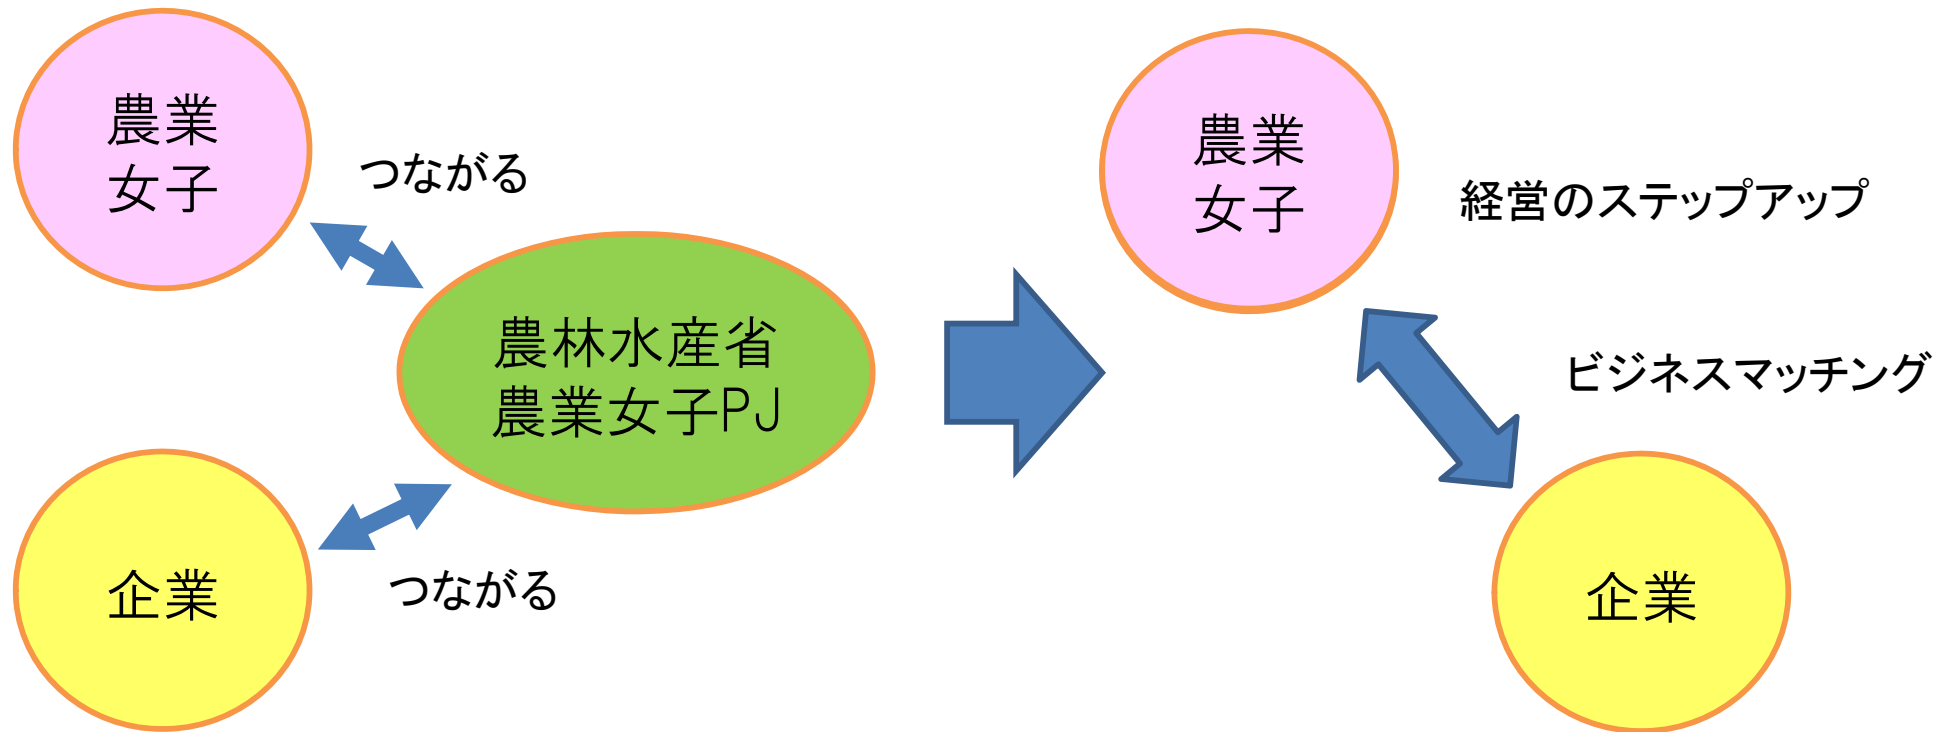 農業
女子
つながる
農林水産省
農業女子PJ
企業
つながる
農業
女子
経営のステップアップ
ビジネスマッチング
企業